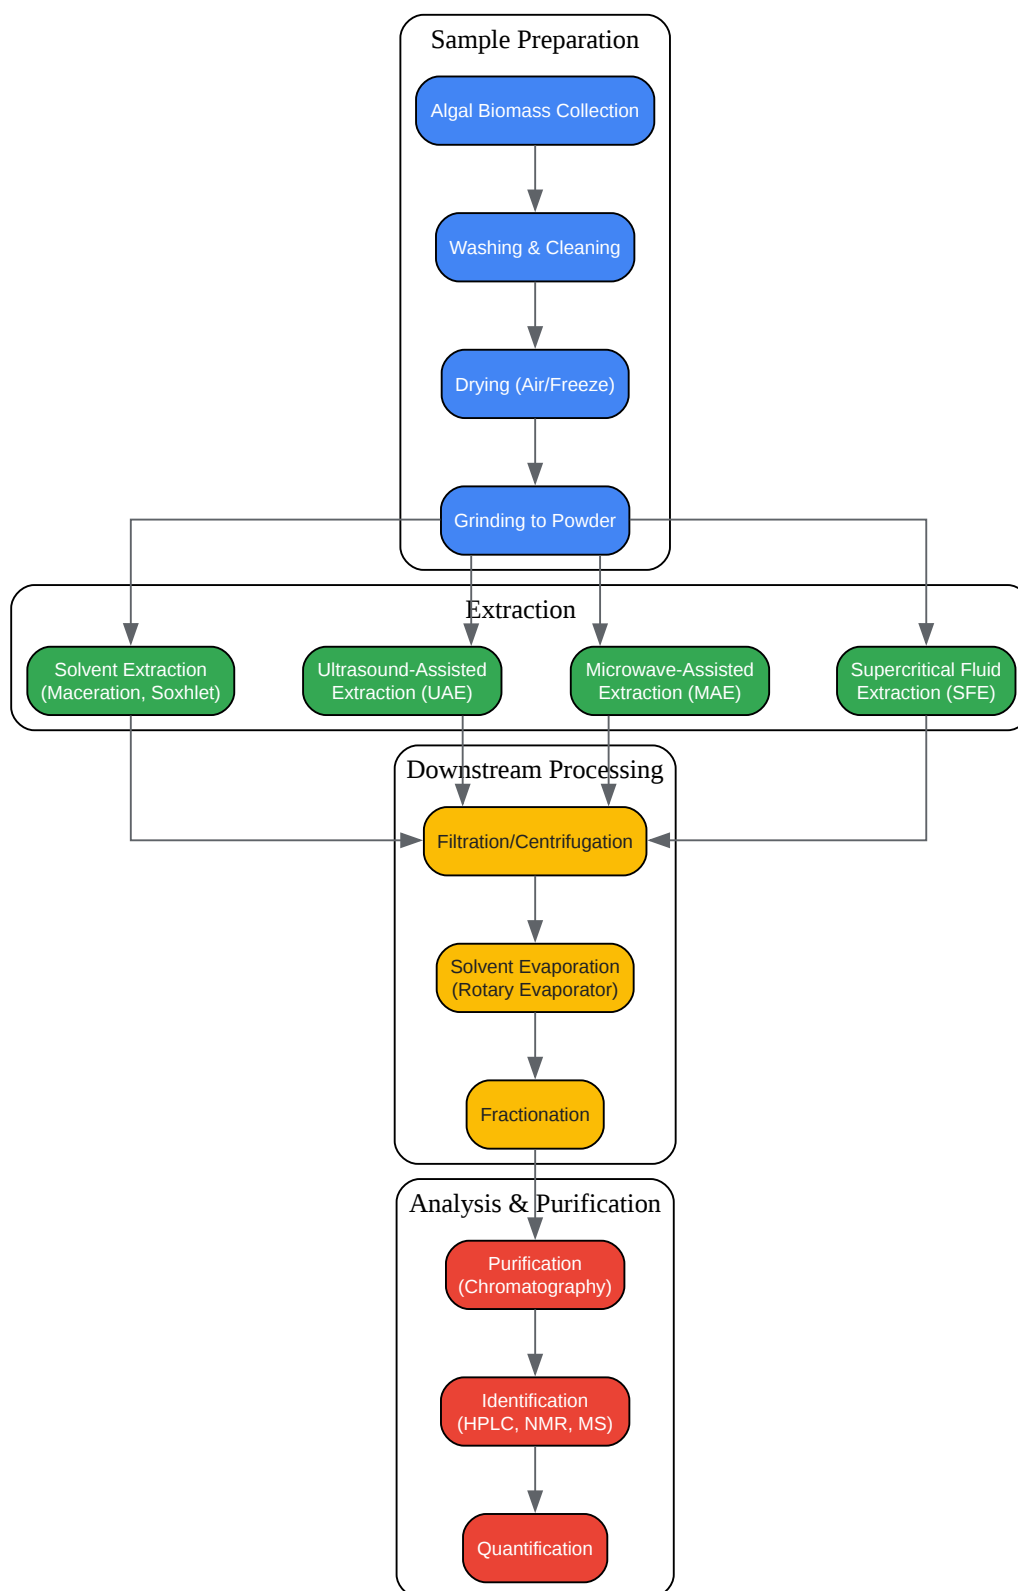 Sample Preparation
Algal Biomass Collection
Washing & Cleaning
Drying (Air/Freeze)
Grinding to Powder
Extraction
Solvent Extraction
(Maceration, Soxhlet)
Ultrasound-Assisted
Extraction (UAE)
Microwave-Assisted
Extraction (MAE)
Supercritical Fluid
Extraction (SFE)
Downstream Processing
Filtration/Centrifugation
Solvent Evaporation
(Rotary Evaporator)
Fractionation
Analysis & Purification
Purification
(Chromatography)
Identification
(HPLC, NMR, MS)
Quantification